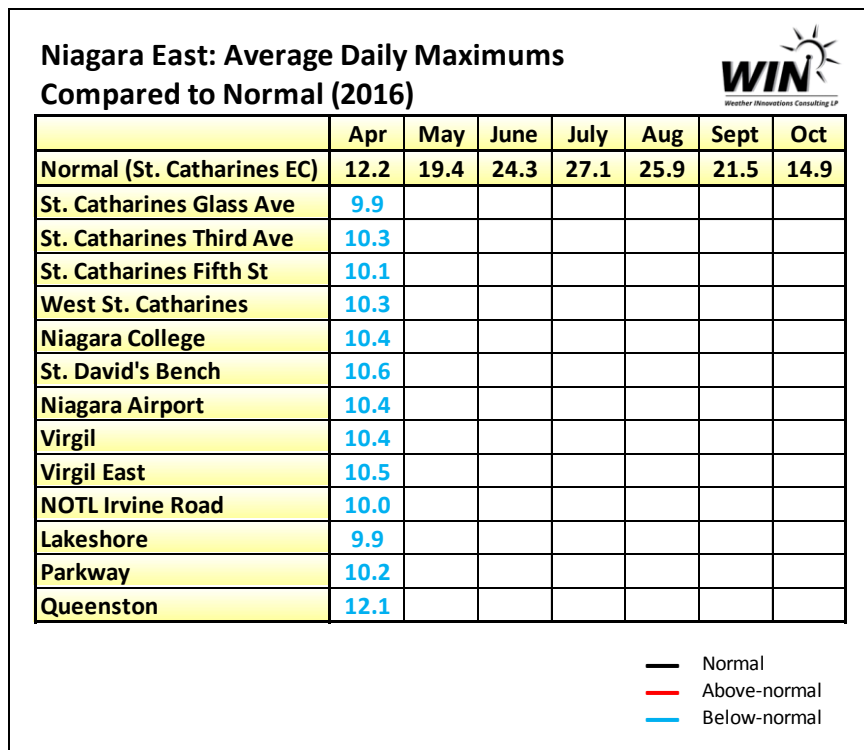 Niagara East: Average Daily Maximums
Compared to Normal (2016)
WIN
Weather INnovations Consulting LP
Apr May June July Aug Sept Oct
Normal (St. Catharines EC) 12.2 19.4 24.3 27.1 25.9 21.5 14.9
St. Catharines Glass Ave 9.9
St. Catharines Third Ave 10.3
St. Catharines Fifth St 10.1
West St. Catharines 10.3
Niagara College 10.4
St. David's Bench 10.6
Niagara Airport 10.4
Virgil 10.4
Virgil East 10.5
NOTL Irvine Road 10.0
Lakeshore 9.9
Parkway 10.2
Queenston 12.1
Normal
Above-normal
Below-normal